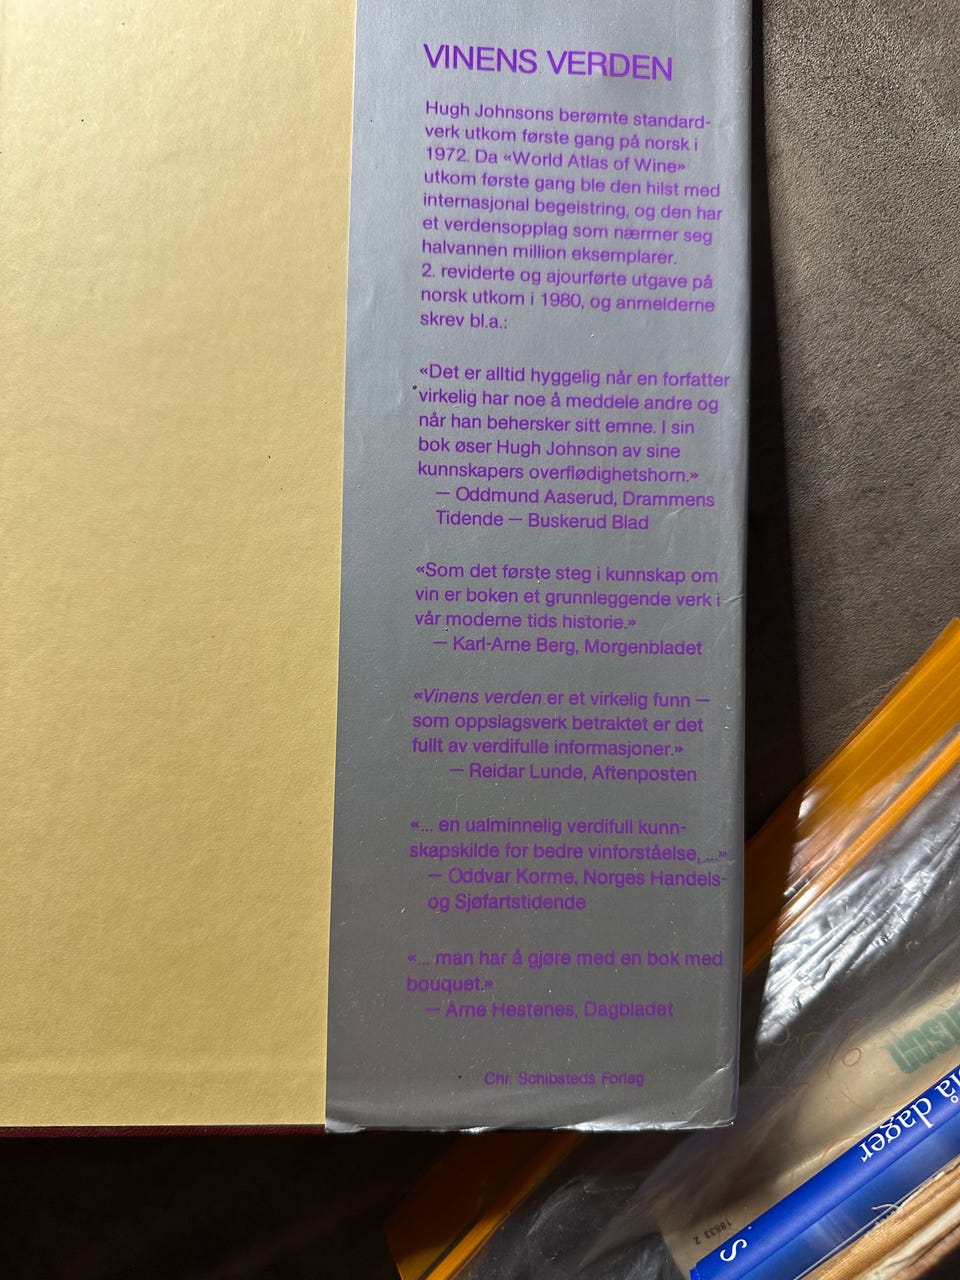 VINENS VERDEN
Hugh Johnsons berømte standard-
verk utkom første gang på norsk i
1972. Da «World Atlas of Wine»
utkom første gang ble den hilst med
internasjonal begeistring, og den har
et verdensopplag som nærmer seg
halvannen million eksemplarer.
2. reviderte og ajourførte utgave på
norsk utkom i 1980, og anmelderne
skrev bl.a.:
«Det er alltid hyggelig når en forfatter
virkelig har noe å meddele andre og
når han behersker sitt emne. I sin
bok øser Hugh Johnson av sine
kunnskapers overflødighetshorn.»
— Oddmund Aaserud, Drammens
Tidende — Buskerud Blad
«Som det første steg i kunnskap om
vin er boken et grunnleggende verk i
vår moderne tids historie.»
— Karl-Arne Berg, Morgenbladet
«Vinens verden er et virkelig funn —
som oppslagsverk betraktet er det
fullt av verdifulle informasjoner.»
— Reidar Lunde, Aftenposten
«... en ualminnelig verdifull kunn-
skapskilde for bedre vinforståelse, ...»
— Oddvar Korme, Norges Handels-
og Sjøfartstidende
«... man har å gjøre med en bok med
bouquet.»
— Arne Hestenes, Dagbladet
Chr. Schibsteds Forlag
dager
18633 2
S